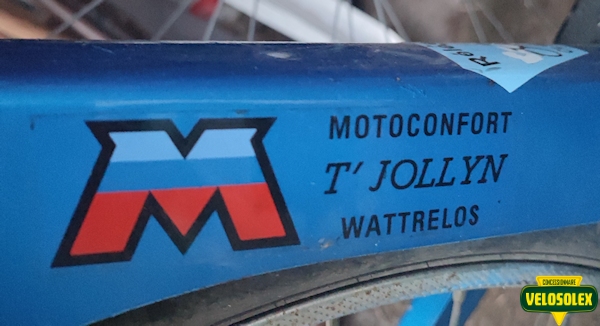 MOTOCONFORT
T' JOLLYN
WATTRELOS
CONCESSIONNAIRE
VELOSOLEX